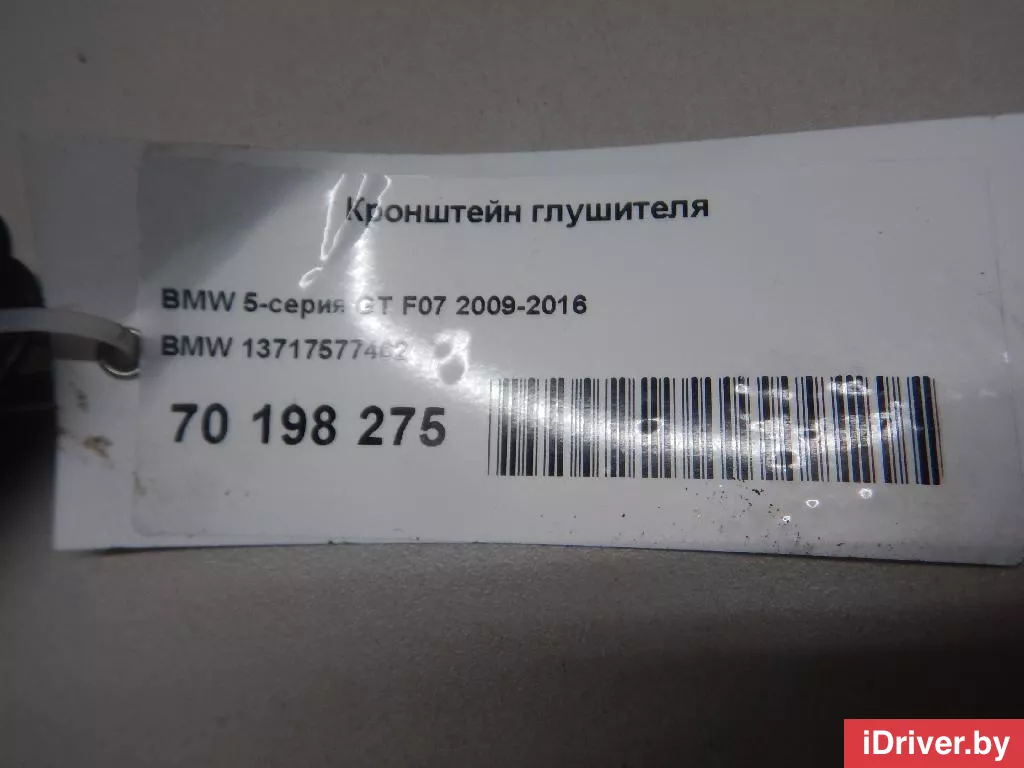 Кронштейн глушителя
BMW 5-серия GT F07 2009-2016
BMW 13717577462
70 198 275
iDriver.by